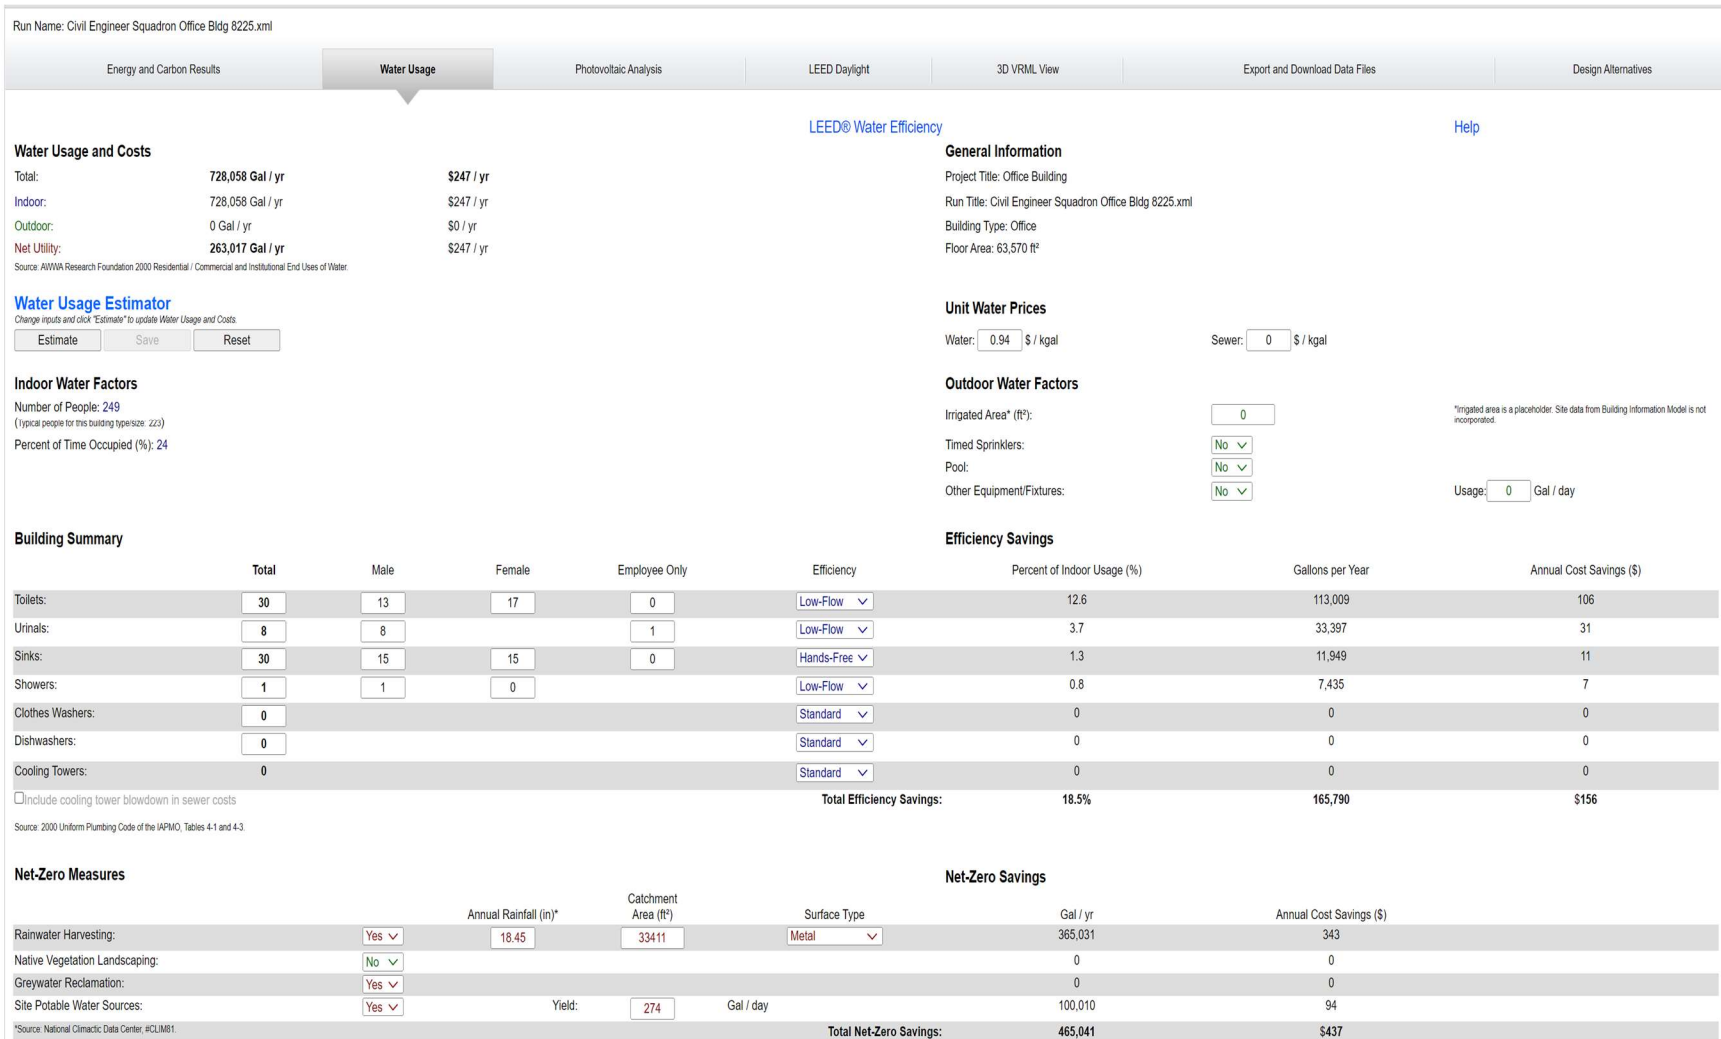 Run Name: Civil Engineer Squadron Office Bldg 8225.xml
Energy and Carbon Results Water Usage Photovoltaic Analysis LEED Daylight 3D VRML View Export and Download Data Files Design Alternatives
LEED® Water Efficiency Help
Water Usage and Costs General Information
Total: 728,058 Gal / yr $247 / yr Project Title: Office Building
Indoor: 728,058 Gal / yr $247 / yr Run Title: Civil Engineer Squadron Office Bldg 8225.xml
Outdoor: 0 Gal / yr $0 / yr Building Type: Office
Net Utility: 263,017 Gal / yr $247 / yr Floor Area: 63,570 ft²
Source: AWWA Research Foundation 2000 Residential / Commercial and Institutional End Uses of Water.
Water Usage Estimator Unit Water Prices
Change inputs and click "Estimate" to update Water Usage and Costs.
Estimate Save Reset Water: 0.94 $ / kgal Sewer: 0 $ / kgal
Indoor Water Factors Outdoor Water Factors
Number of People: 249 Irrigated Area* (ft²): 0 *Irrigated area is a placeholder. Site data from Building Information Model is not
(Typical people for this building type/size: 223) incorporated.
Percent of Time Occupied (%): 24 Timed Sprinklers: No
Pool: No
Other Equipment/Fixtures: No Usage: 0 Gal / day
Building Summary Efficiency Savings
Total Male Female Employee Only Efficiency Percent of Indoor Usage (%) Gallons per Year Annual Cost Savings ($)
Toilets: 30 13 17 0 Low-Flow 12.6 113,009 106
Urinals: 8 8 1 Low-Flow 3.7 33,397 31
Sinks: 30 15 15 0 Hands-Free 1.3 11,949 11
Showers: 1 1 0 Low-Flow 0.8 7,435 7
Clothes Washers: 0 Standard 0 0 0
Dishwashers: 0 Standard 0 0 0
Cooling Towers: 0 Standard 0 0 0
Include cooling tower blowdown in sewer costs Total Efficiency Savings: 18.5% 165,790 $156
Source: 2000 Uniform Plumbing Code of the IAPMO, Tables 4-1 and 4-3.
Net-Zero Measures Net-Zero Savings
Annual Rainfall (in)* Catchment Area (ft²) Surface Type Gal / yr Annual Cost Savings ($)
Rainwater Harvesting: Yes 18.45 33411 Metal 365,031 343
Native Vegetation Landscaping: No 0 0
Greywater Reclamation: Yes 0 0
Site Potable Water Sources: Yes Yield: 274 Gal / day 100,010 94
*Source: National Climactic Data Center, #CLIM81. Total Net-Zero Savings: 465,041 $437